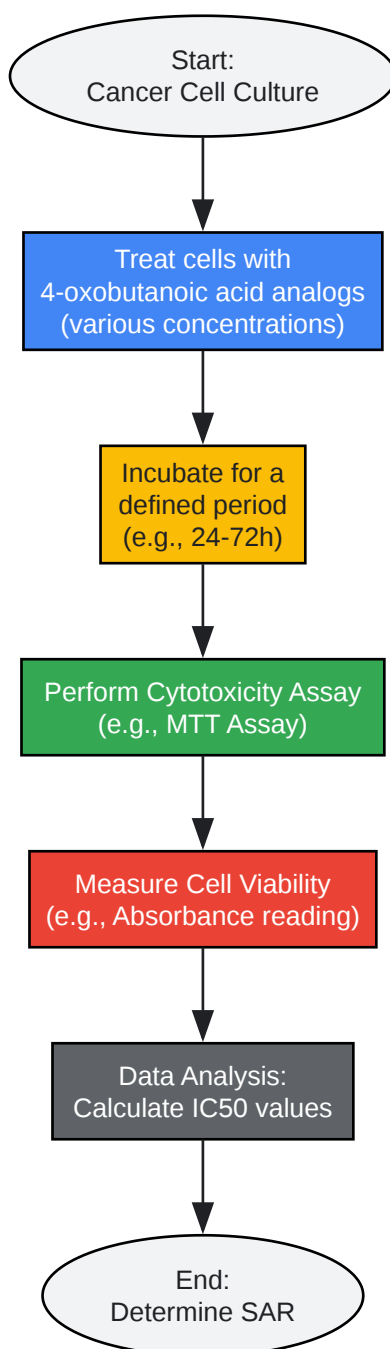 Start:
Cancer Cell Culture
Treat cells with
4-oxobutanoic acid analogs
(various concentrations)
Incubate for a
defined period
(e.g., 24-72h)
Perform Cytotoxicity Assay
(e.g., MTT Assay)
Measure Cell Viability
(e.g., Absorbance reading)
Data Analysis:
Calculate IC50 values
End:
Determine SAR